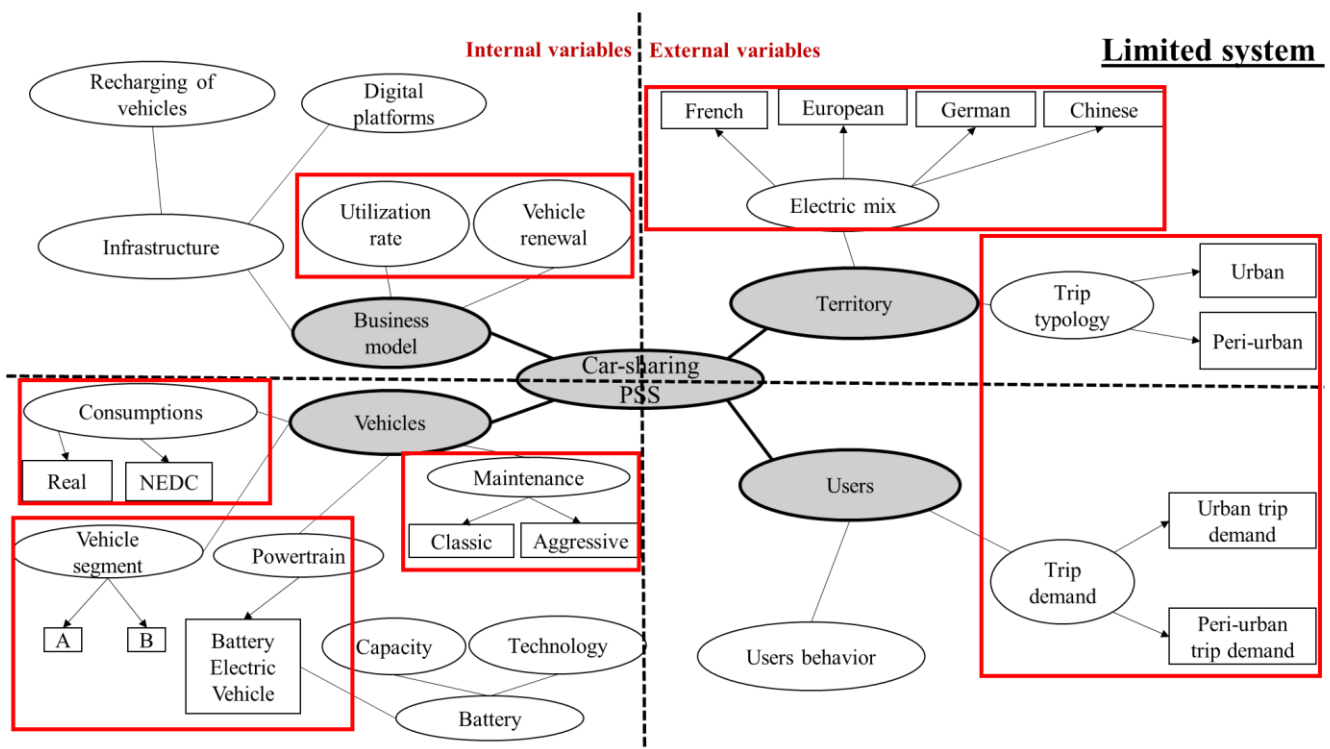 Internal variables
External variables
Limited system
Recharging of
vehicles
Digital
platforms
Infrastructure
Utilization
rate
Vehicle
renewal
Business
model
French
European
German
Chinese
Electric mix
Territory
Trip
typology
Urban
Peri-urban
Car-sharing
PSS
Consumptions
Real
NEDC
Vehicles
Maintenance
Classic
Aggressive
Vehicle
segment
A
B
Powertrain
Battery
Electric
Vehicle
Capacity
Technology
Battery
Users
Users behavior
Trip
demand
Urban trip
demand
Peri-urban
trip demand